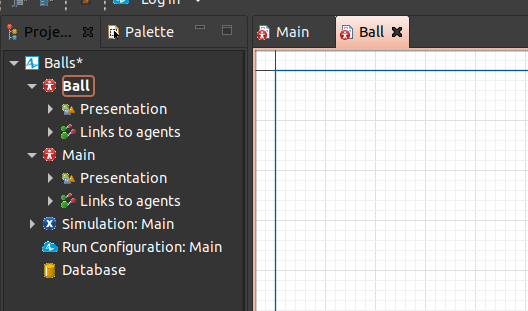 Log in
Proje...
Palette
Main
Ball
Balls*
Ball
Presentation
Links to agents
Main
Presentation
Links to agents
Simulation: Main
Run Configuration: Main
Database